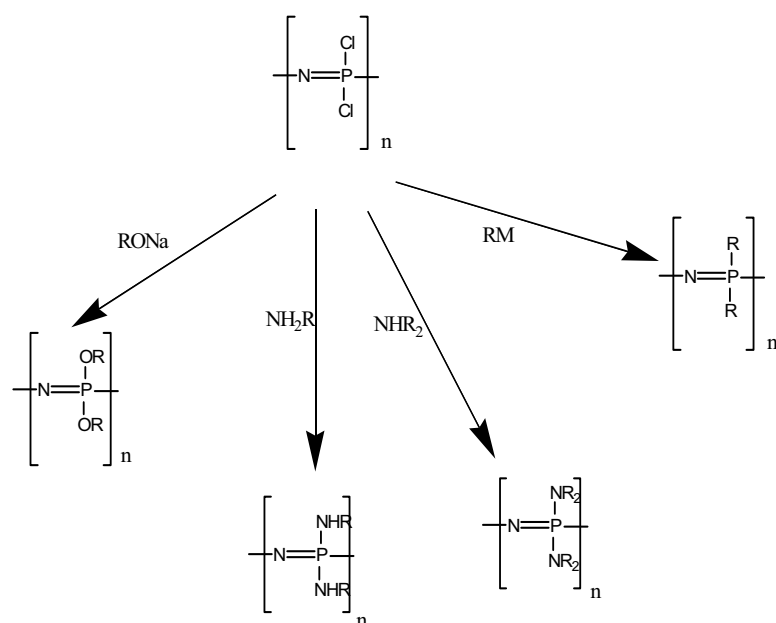 Cl
N=P
Cl
n
RONa
NH₂R
NHR₂
RM
R
N=P
R
n
OR
N=P
OR
n
NHR
N=P
NHR
n
NR₂
N=P
NR₂
n